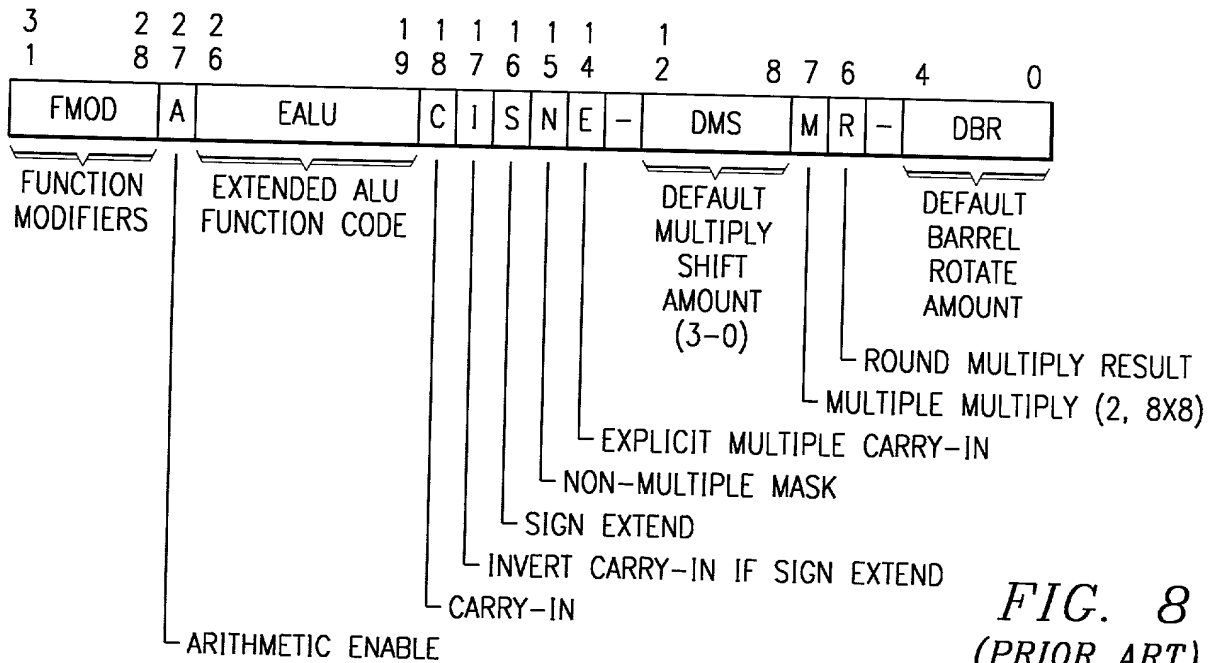 3 2 2 2 1 1 1 1 1 1 1
1 8 7 6 9 8 7 6 5 4 2 8 7 6 4 0
FMOD A EALU C I S N E - DMS M R - DBR
FUNCTION
MODIFIERS
EXTENDED ALU
FUNCTION CODE
DEFAULT
MULTIPLY
SHIFT
AMOUNT
(3-0)
DEFAULT
BARREL
ROTATE
AMOUNT
ROUND MULTIPLY RESULT
MULTIPLE MULTIPLY (2, 8X8)
EXPLICIT MULTIPLE CARRY-IN
NON-MULTIPLE MASK
SIGN EXTEND
INVERT CARRY-IN IF SIGN EXTEND
CARRY-IN
ARITHMETIC ENABLE
FIG. 8
(PRIOR ART)